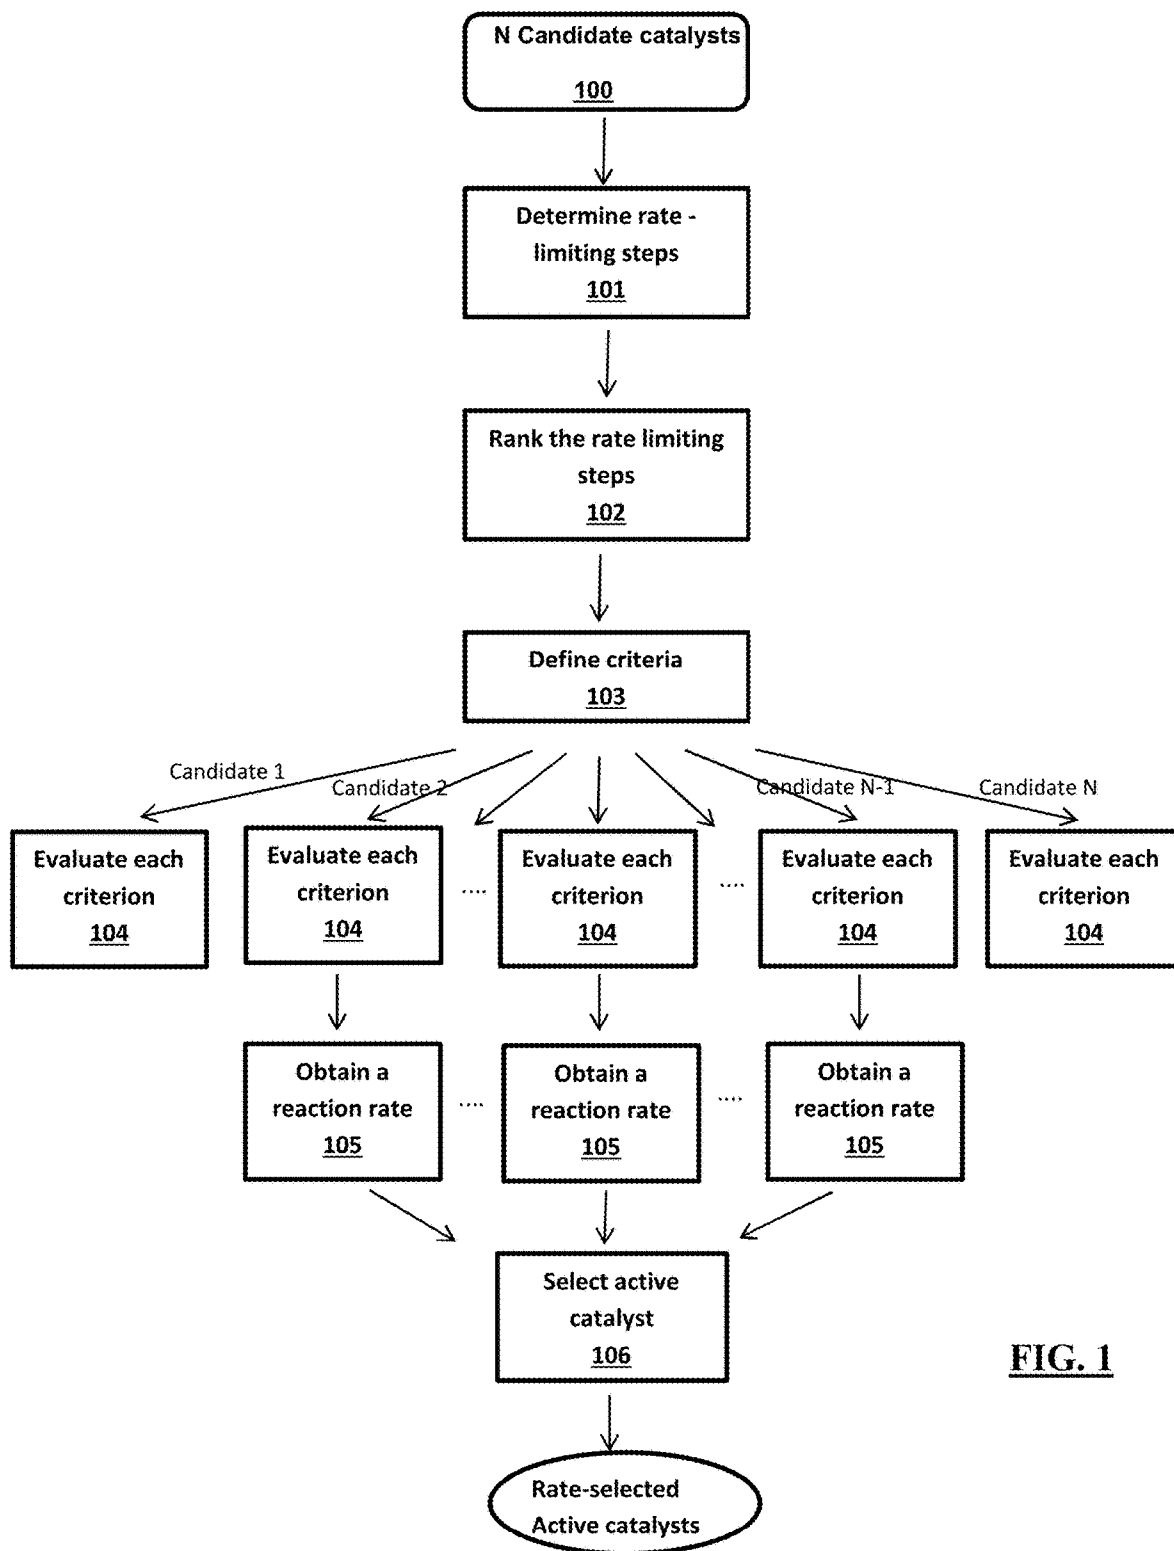 N Candidate catalysts
100
Determine rate -
limiting steps
101
Rank the rate limiting
steps
102
Define criteria
103
Candidate 1
Candidate 2
Candidate N-1
Candidate N
Evaluate each
criterion
104
Evaluate each
criterion
104
....
Evaluate each
criterion
104
....
Evaluate each
criterion
104
Evaluate each
criterion
104
Obtain a
reaction rate
105
....
Obtain a
reaction rate
105
....
Obtain a
reaction rate
105
Select active
catalyst
106
FIG. 1
Rate-selected
Active catalysts